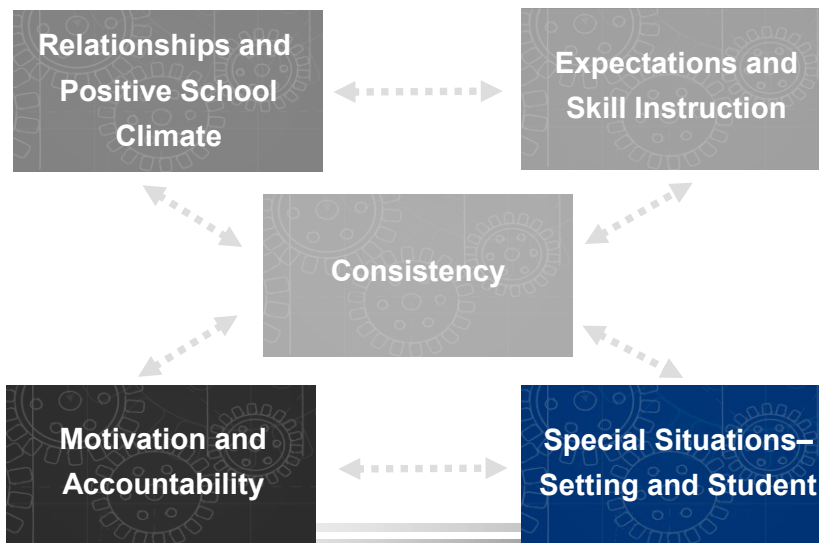 Relationships and
Positive School
Climate
Expectations and
Skill Instruction
Consistency
Motivation and
Accountability
Special Situations–
Setting and Student